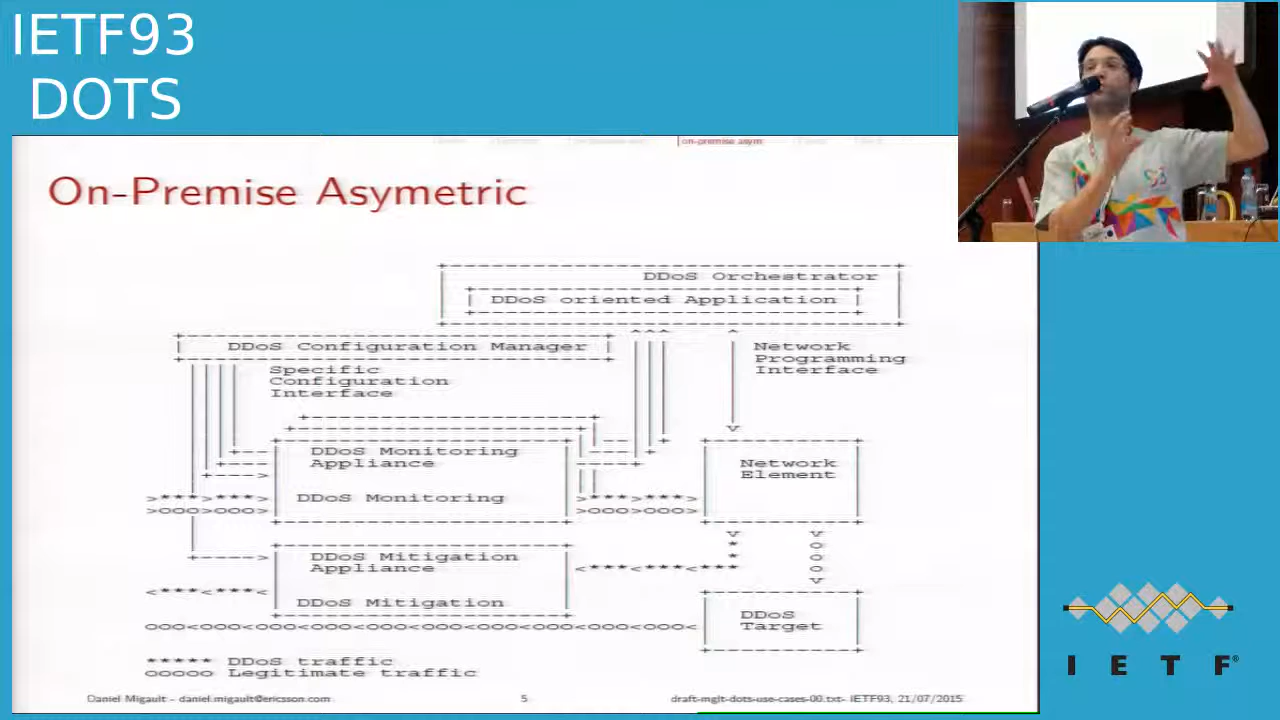 IETF93
DOTS
on-premise asym
On-Premise Asymetric
DDoS Orchestrator
DDoS oriented Application
DDoS Configuration Manager
Network
Programming
Interface
Specific
Configuration
Interface
DDoS Monitoring
Appliance
DDoS Monitoring
Network
Element
>***>***>
>ooo>ooo>
>***>***>
>ooo>ooo>
DDoS Mitigation
Appliance
DDoS Mitigation
<***<***<***
<***<***<
DDoS
Target
ooo<ooo<ooo<ooo<ooo<ooo<ooo<ooo<ooo<ooo<
***** DDoS traffic
ooooo Legitimate traffic
Daniel Migault - daniel.migault@ericsson.com
5
draft-mglt-dots-use-cases-00.txt- IETF93, 21/07/2015
I E T F®